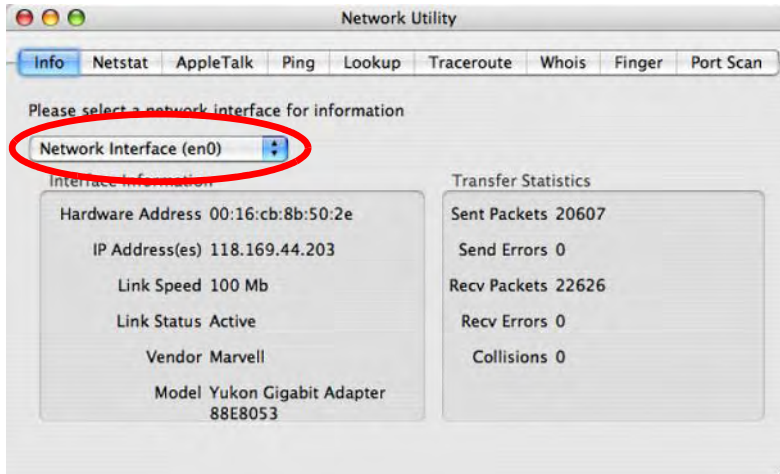 Network Utility
Info Netstat AppleTalk Ping Lookup Traceroute Whois Finger Port Scan
Please select a network interface for information
Network Interface (en0)
Interface Information
Hardware Address 00:16:cb:8b:50:2e
IP Address(es) 118.169.44.203
Link Speed 100 Mb
Link Status Active
Vendor Marvell
Model Yukon Gigabit Adapter
88E8053
Transfer Statistics
Sent Packets 20607
Send Errors 0
Recv Packets 22626
Recv Errors 0
Collisions 0